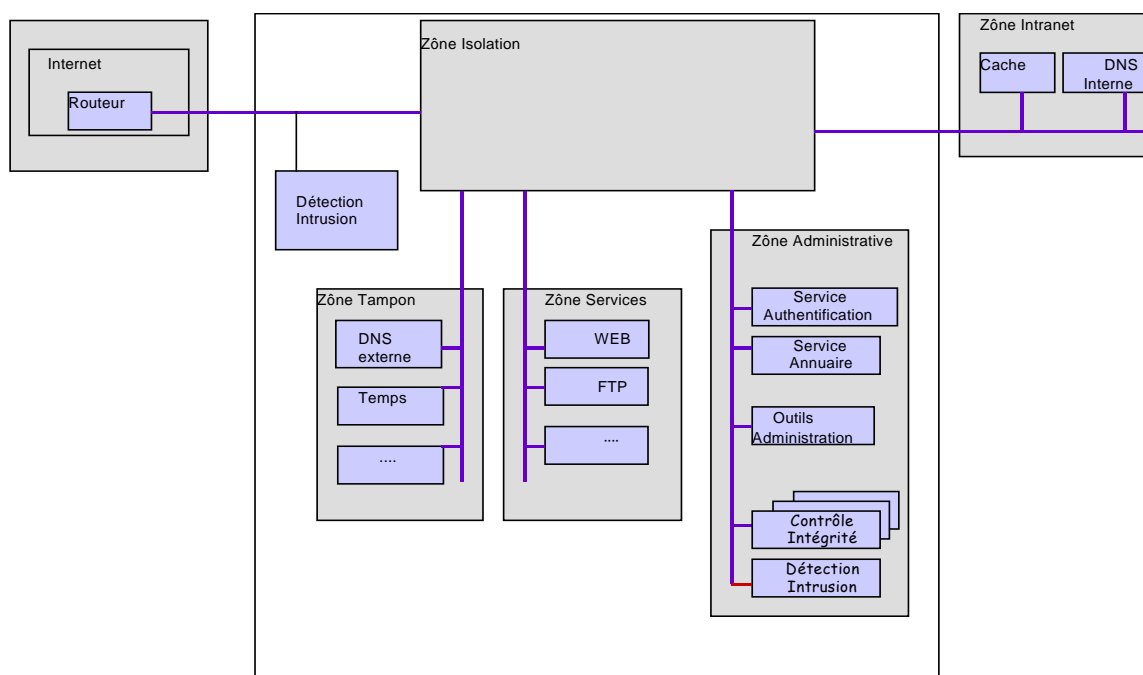 Zône Isolation
Zône Intranet
Internet
Routeur
Cache
DNS
Interne
Détection
Intrusion
Zône Administrative
Zône Tampon
DNS
externe
Temps
....
Zône Services
WEB
FTP
....
Service
Authentification
Service
Annuaire
Outils
Administration
Contrôle
Intégrité
Détection
Intrusion